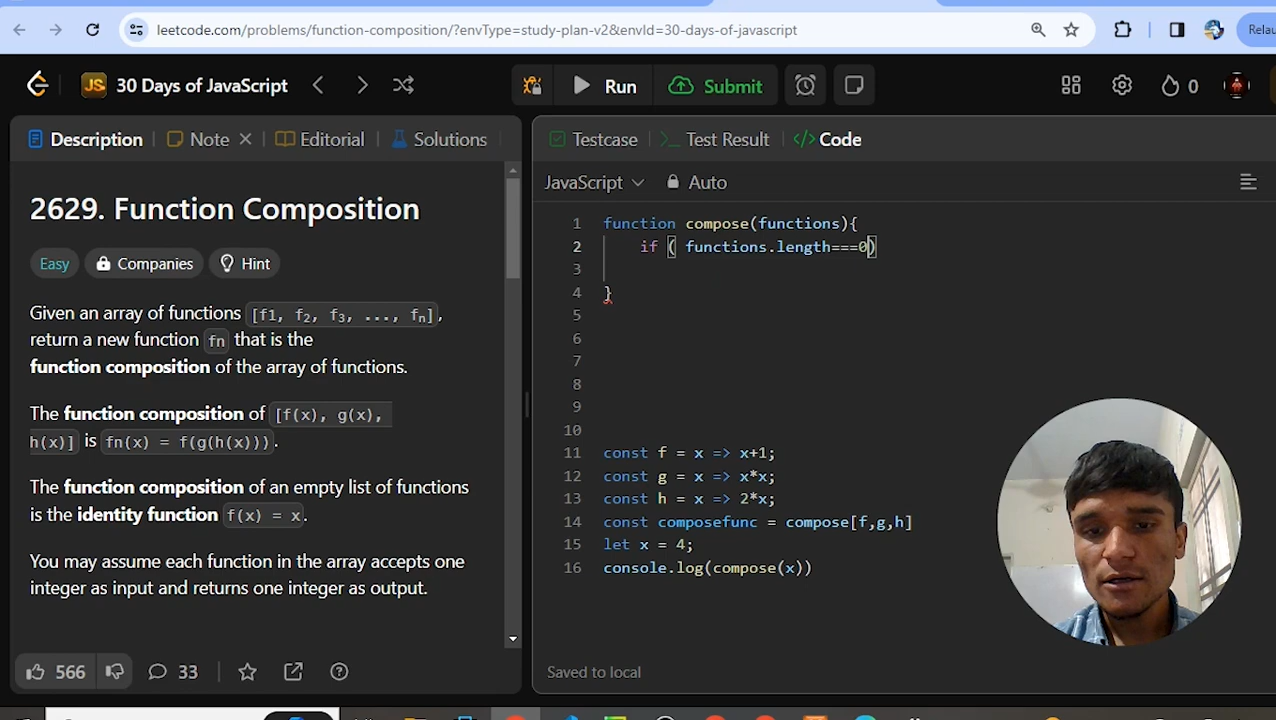 leetcode.com/problems/function-composition/?envType=study-plan-v2&envId=30-days-of-javascript
Relau
JS 30 Days of JavaScript
Run
Submit
0
Description
Note
Editorial
Solutions
Testcase
Test Result
</> Code
JavaScript
Auto
2629. Function Composition
Easy
Companies
Hint
Given an array of functions [f1, f2, f3, ..., fn],
return a new function fn that is the
function composition of the array of functions.
The function composition of [f(x), g(x),
h(x)] is fn(x) = f(g(h(x))).
The function composition of an empty list of functions
is the identity function f(x) = x.
You may assume each function in the array accepts one
integer as input and returns one integer as output.
566
33
1 function compose(functions){
2 if ( functions.length===0)
3
4 }
5
6
7
8
9
10
11 const f = x => x+1;
12 const g = x => x*x;
13 const h = x => 2*x;
14 const composefunc = compose[f,g,h]
15 let x = 4;
16 console.log(compose(x))
Saved to local